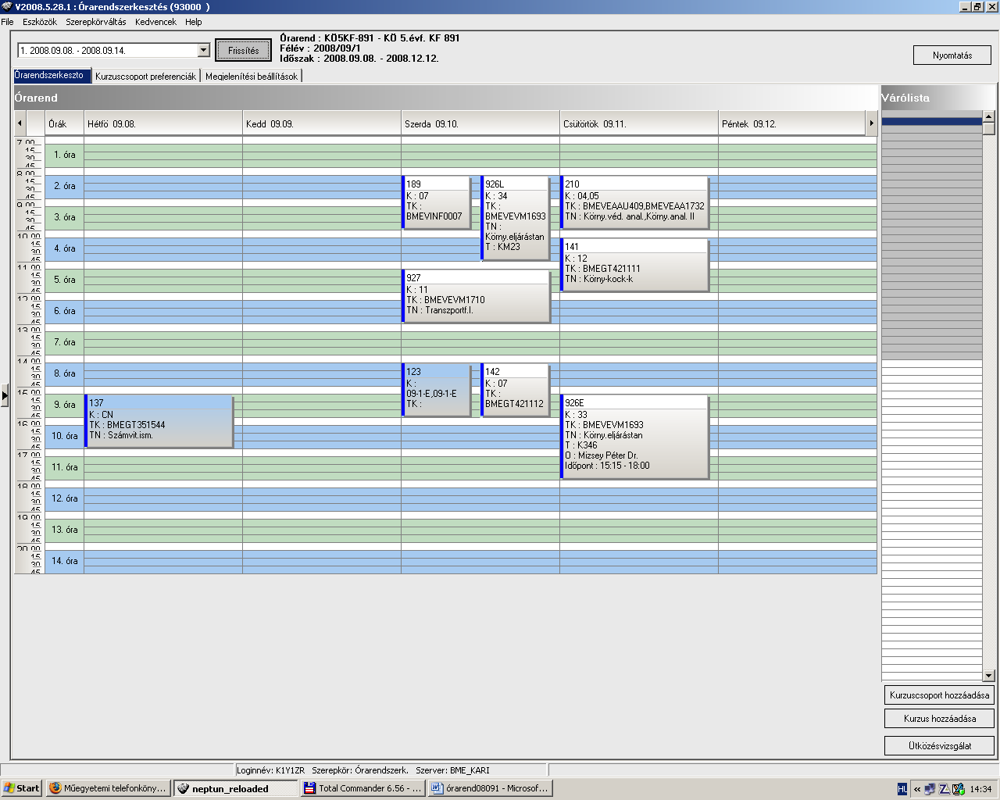 V2008.5.28.1 : Órarendszerkesztés (93000 )
File Eszközök Szerepkörváltás Kedvencek Help
1. 2008.09.08. - 2008.09.14.
Frissítés
Órarend : KÖ5KF-891 - KÖ 5.évf. KF 891
Félév : 2008/09/1
Időszak : 2008.09.08. - 2008.12.12.
Nyomtatás
Órarendszerkeszto Kurzuscsoport preferenciák Megjelenítési beállítások
Órarend
Várólista
Órák Hétfő 09.08. Kedd 09.09. Szerda 09.10. Csütörtök 09.11. Péntek 09.12.
7 00
15
30
45
1. óra
8 00
15
30
45
2. óra
9 00
15
30
45
3. óra
10 00
15
30
45
4. óra
11 00
15
30
45
5. óra
12 00
15
30
45
6. óra
13 00
15
30
45
7. óra
14 00
15
30
45
8. óra
15 00
15
30
45
9. óra
16 00
15
30
45
10. óra
17 00
15
30
45
11. óra
18 00
15
30
45
12. óra
19 00
15
30
45
13. óra
20 00
15
30
45
14. óra
137
K : CN
TK : BMEGT351544
TN : Számvit.ism.
189
K : 07
TK :
BMEVINF0007
926L
K : 34
TK :
BMEVEVM1693
TN :
Körny.eljárástan
T : KM23
927
K : 11
TK : BMEVEVM1710
TN : Transzportf.I.
123
K :
09-1-E,09-1-E
TK :
142
K : 07
TK :
BMEGT421112
210
K : 04,05
TK : BMEVEAAU409,BMEVEAA1732
TN : Körny.véd. anal.,Körny.anal. II
141
K : 12
TK : BMEGT421111
TN : Körny-kock-k
926E
K : 33
TK : BMEVEVM1693
TN : Körny.eljárástan
T : K346
O : Mizsey Péter Dr.
Időpont : 15:15 - 18:00
Kurzuscsoport hozzáadása
Kurzus hozzáadása
Ütközésvizsgálat
Loginnév: K1Y1ZR Szerepkör: Órarendszerk. Szerver: BME_KARI
Start Műegyetemi telefonköny... neptun_reloaded Total Commander 6.56 - ... órarend08091 - Microsof... HU « 14:34